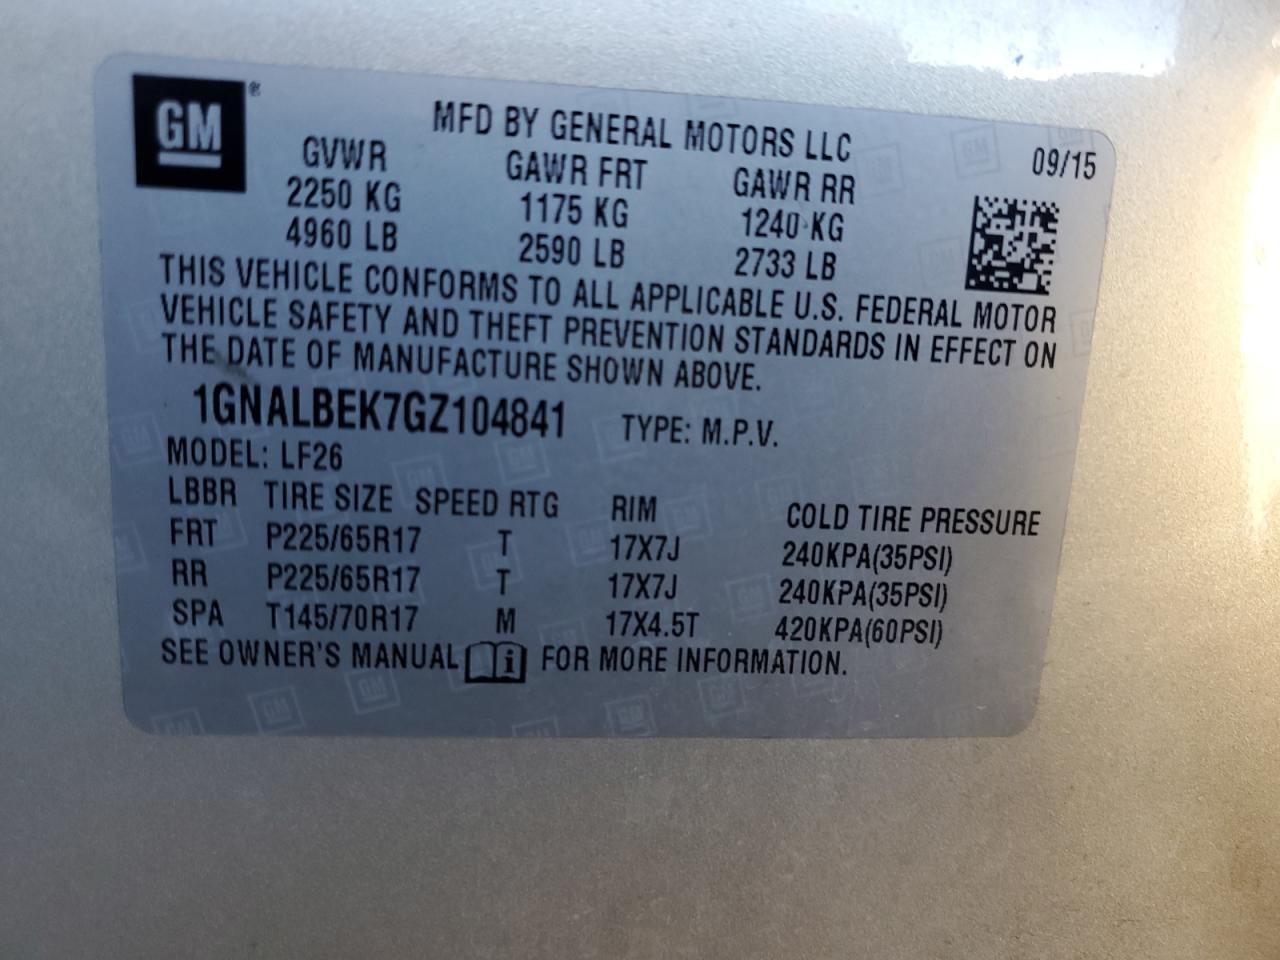 GM ®
MFD BY GENERAL MOTORS LLC
09/15
GVWR GAWR FRT GAWR RR
2250 KG 1175 KG 1240 KG
4960 LB 2590 LB 2733 LB
THIS VEHICLE CONFORMS TO ALL APPLICABLE U.S. FEDERAL MOTOR
VEHICLE SAFETY AND THEFT PREVENTION STANDARDS IN EFFECT ON
THE DATE OF MANUFACTURE SHOWN ABOVE.
1GNALBEK7GZ104841 TYPE: M.P.V.
MODEL: LF26
LBBR TIRE SIZE SPEED RTG RIM COLD TIRE PRESSURE
FRT P225/65R17 T 17X7J 240KPA(35PSI)
RR P225/65R17 T 17X7J 240KPA(35PSI)
SPA T145/70R17 M 17X4.5T 420KPA(60PSI)
SEE OWNER'S MANUAL i FOR MORE INFORMATION.